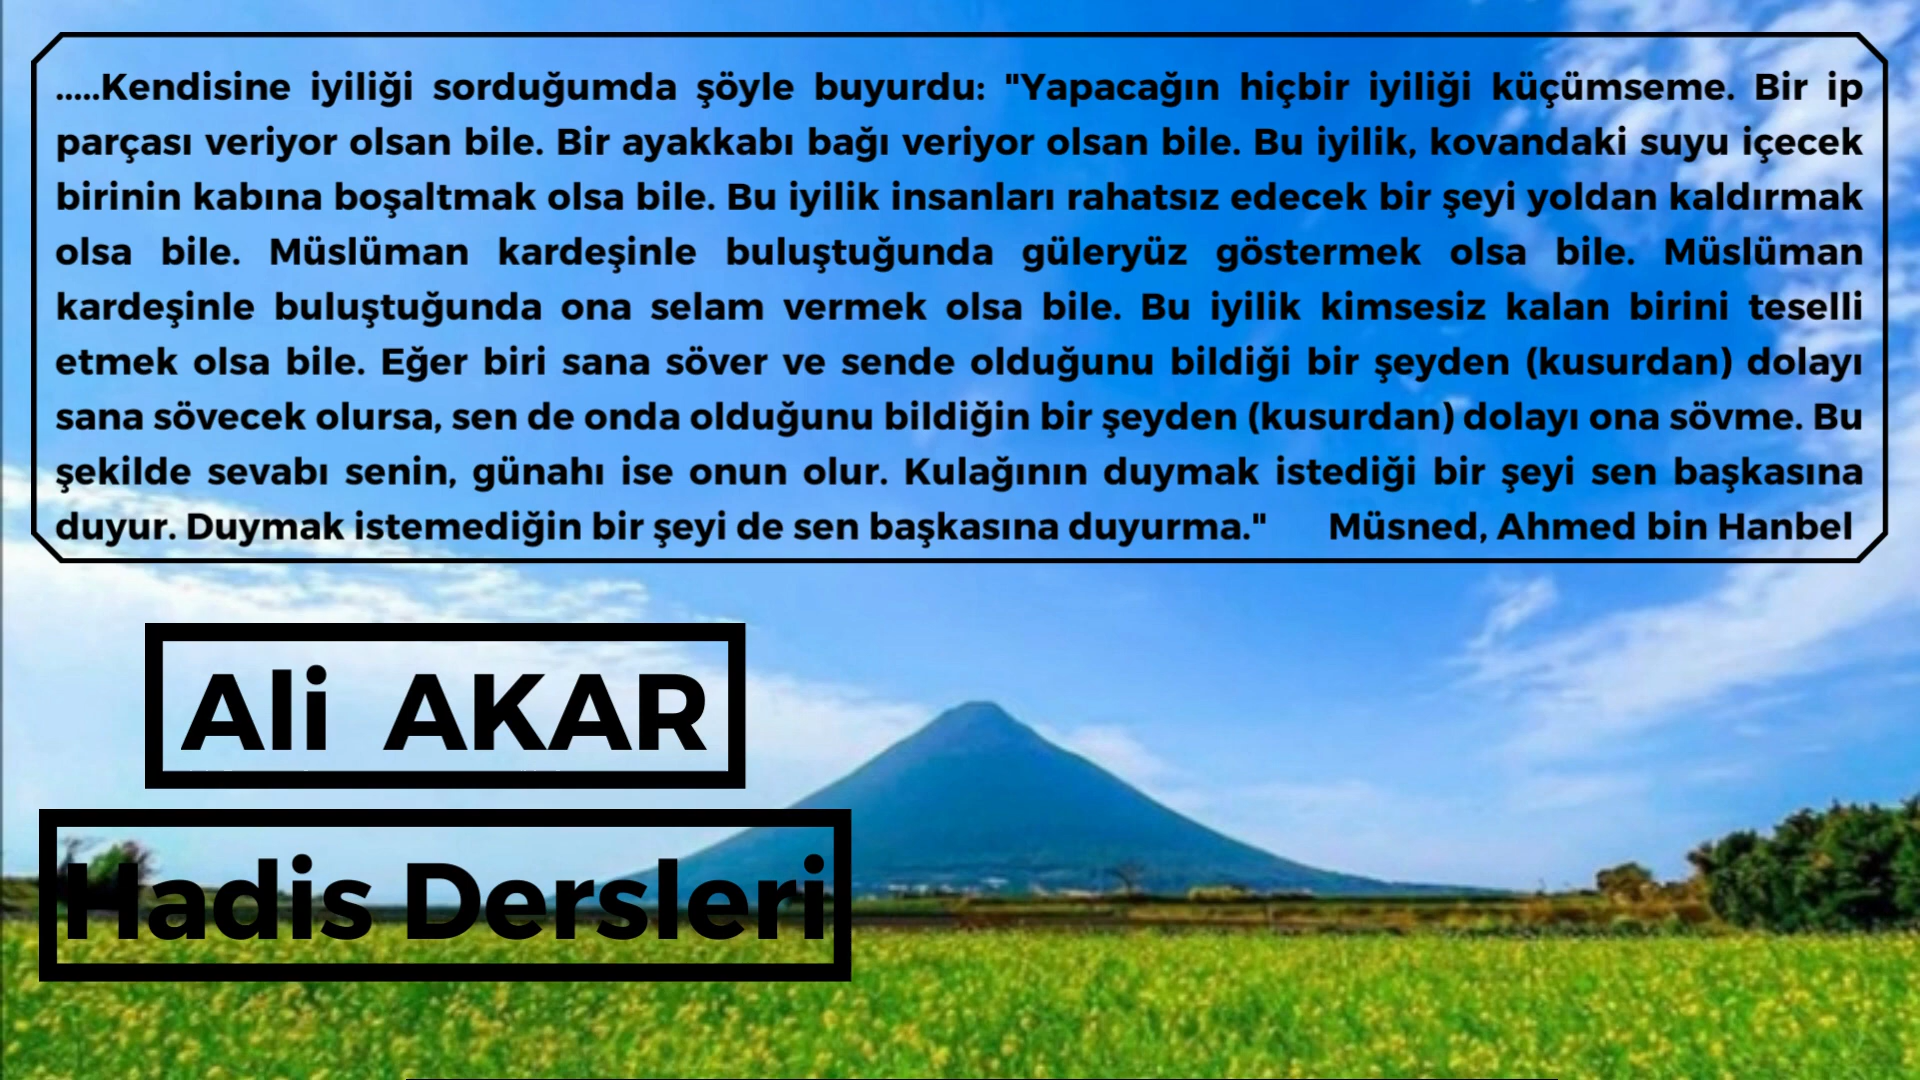 .....Kendisine iyiliği sorduğumda şöyle buyurdu: "Yapacağın hiçbir iyiliği küçümseme. Bir ip
parçası veriyor olsan bile. Bir ayakkabı bağı veriyor olsan bile. Bu iyilik, kovandaki suyu içecek
birinin kabına boşaltmak olsa bile. Bu iyilik insanları rahatsız edecek bir şeyi yoldan kaldırmak
olsa bile. Müslüman kardeşinle buluştuğunda güleryüz göstermek olsa bile. Müslüman
kardeşinle buluştuğunda ona selam vermek olsa bile. Bu iyilik kimsesiz kalan birini teselli
etmek olsa bile. Eğer biri sana söver ve sende olduğunu bildiği bir şeyden (kusurdan) dolayı
sana sövecek olursa, sen de onda olduğunu bildiğin bir şeyden (kusurdan) dolayı ona sövme. Bu
şekilde sevabı senin, günahı ise onun olur. Kulağının duymak istediği bir şeyi sen başkasına
duyur. Duymak istemediğin bir şeyi de sen başkasına duyurma." Müsned, Ahmed bin Hanbel
Ali AKAR
Hadis Dersleri